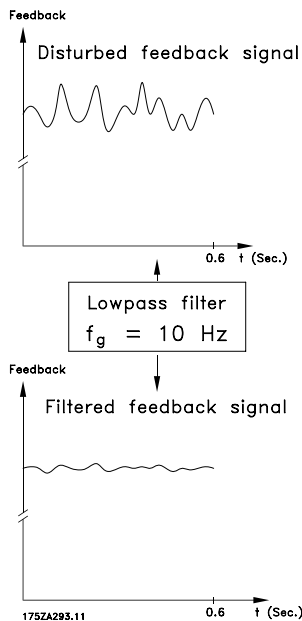 Feedback
Disturbed feedback signal
0.6 t (Sec.)
Lowpass filter
f_g = 10 Hz
Feedback
Filtered feedback signal
0.6 t (Sec.)
175ZA293.11